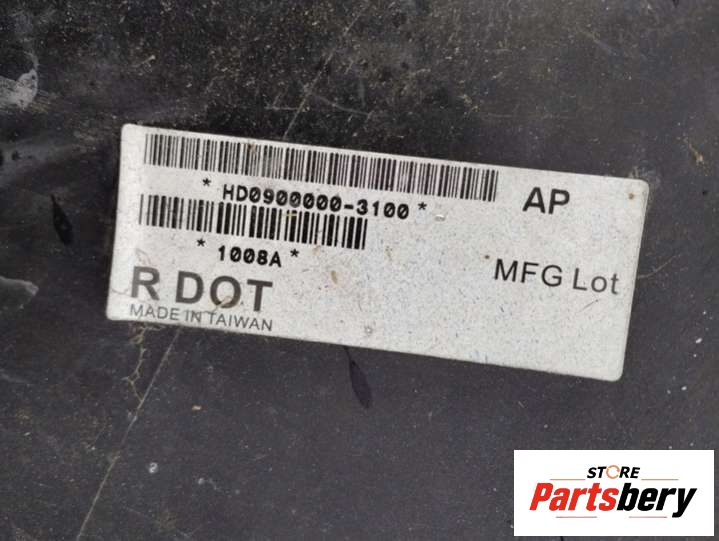 *HD0900000-3100*
AP
*1008A*
MFG Lot
R DOT
MADE IN TAIWAN
STORE
Partsbery